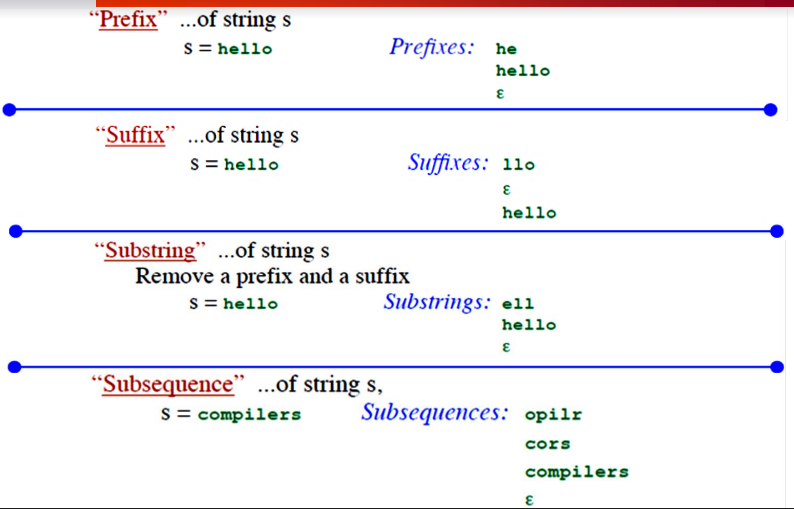 “Prefix” ...of string s
s = hello Prefixes: he
hello
ε
“Suffix” ...of string s
s = hello Suffixes: llo
ε
hello
“Substring” ...of string s
Remove a prefix and a suffix
s = hello Substrings: ell
hello
ε
“Subsequence” ...of string s,
s = compilers Subsequences: opilr
cors
compilers
ε